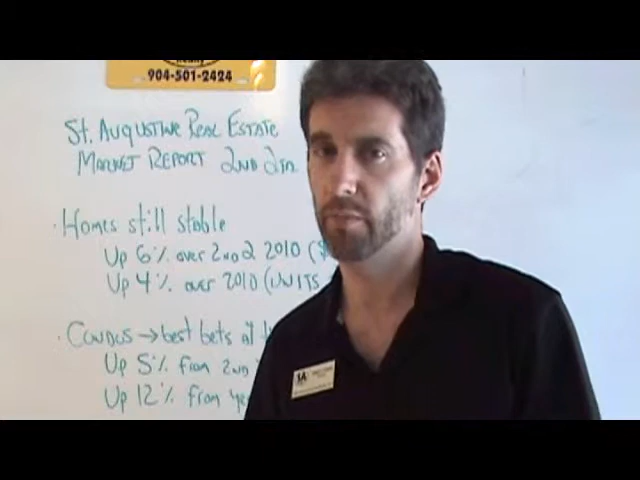 904-501-2424
St. Augustine Real Estate
Market Report 2nd Qtr
· Homes still stable
Up 6% over 2nd Q 2010 ($
Up 4% over 2010 (UNITS
· Condos → best bets at
Up 5% from 2nd
Up 12% from ye